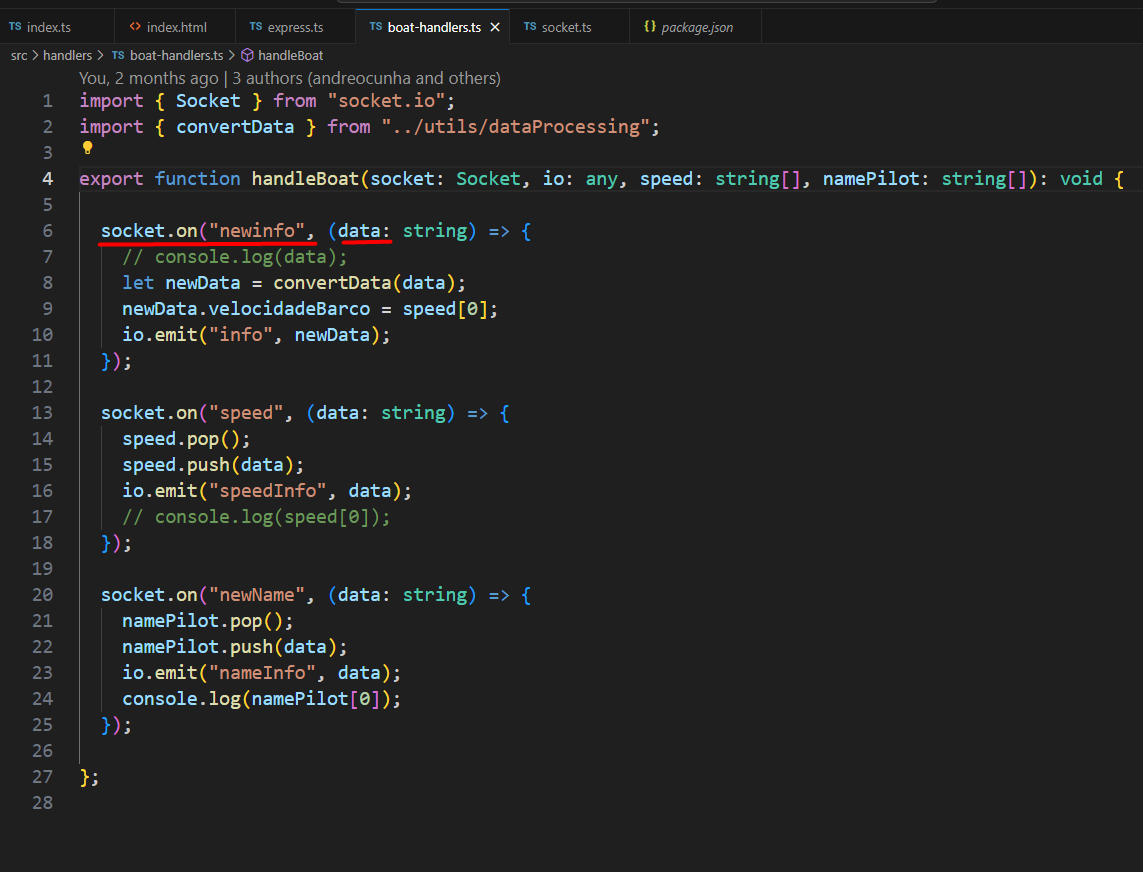 TS index.ts <> index.html TS express.ts TS boat-handlers.ts × TS socket.ts {} package.json
src > handlers > TS boat-handlers.ts > handleBoat
You, 2 months ago | 3 authors (andreocunha and others)
1 import { Socket } from "socket.io";
2 import { convertData } from "../utils/dataProcessing";
3
4 export function handleBoat(socket: Socket, io: any, speed: string[], namePilot: string[]): void {
5
6   socket.on("newinfo", (data: string) => {
7     // console.log(data);
8     let newData = convertData(data);
9     newData.velocidadeBarco = speed[0];
10     io.emit("info", newData);
11   });
12
13   socket.on("speed", (data: string) => {
14     speed.pop();
15     speed.push(data);
16     io.emit("speedInfo", data);
17     // console.log(speed[0]);
18   });
19
20   socket.on("newName", (data: string) => {
21     namePilot.pop();
22     namePilot.push(data);
23     io.emit("nameInfo", data);
24     console.log(namePilot[0]);
25   });
26
27 };
28